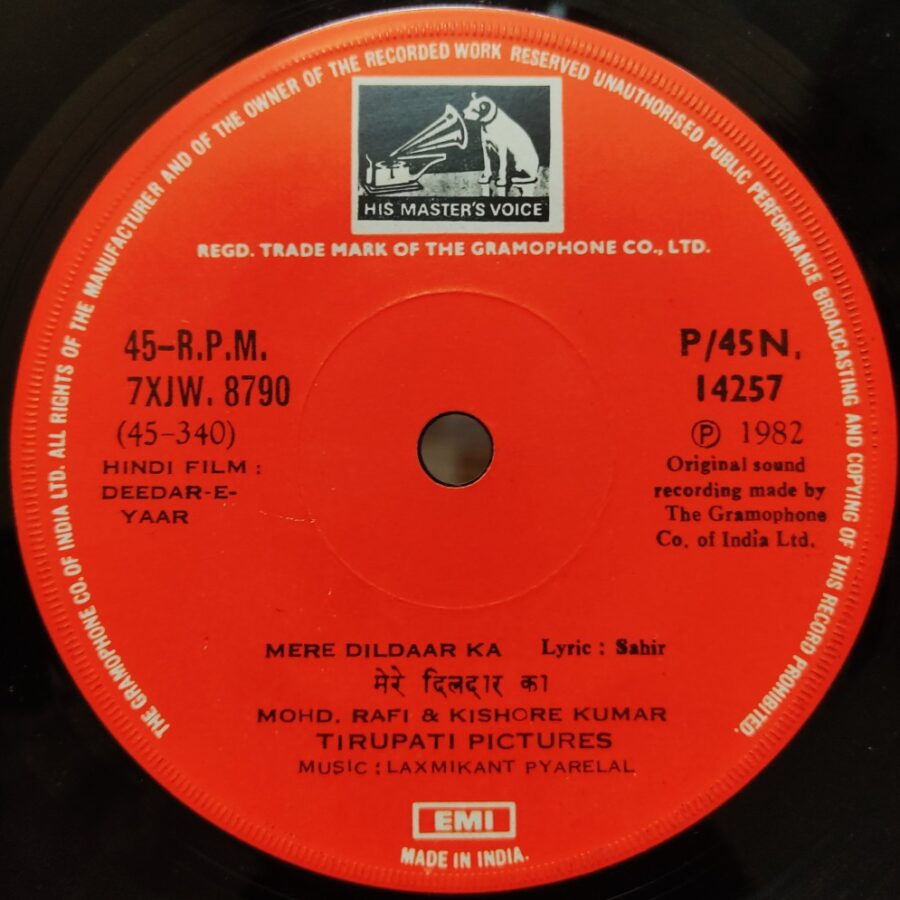 THE GRAMOPHONE CO. OF INDIA LTD. ALL RIGHTS OF THE MANUFACTURER AND OF THE OWNER OF THE RECORDED WORK RESERVED UNAUTHORISED PUBLIC PERFORMANCE BROADCASTING AND COPYING OF THIS RECORD PROHIBITED.
HIS MASTER'S VOICE
REGD. TRADE MARK OF THE GRAMOPHONE CO., LTD.
45-R.P.M.
7XJW. 8790
(45-340)
HINDI FILM :
DEEDAR-E-
YAAR
P/45N.
14257
Ⓟ 1982
Original sound
recording made by
The Gramophone
Co. of India Ltd.
MERE DILDAAR KA Lyric : Sahir
मेरे दिलदार का
MOHD. RAFI & KISHORE KUMAR
TIRUPATI PICTURES
MUSIC : LAXMIKANT PYARELAL
EMI
MADE IN INDIA.